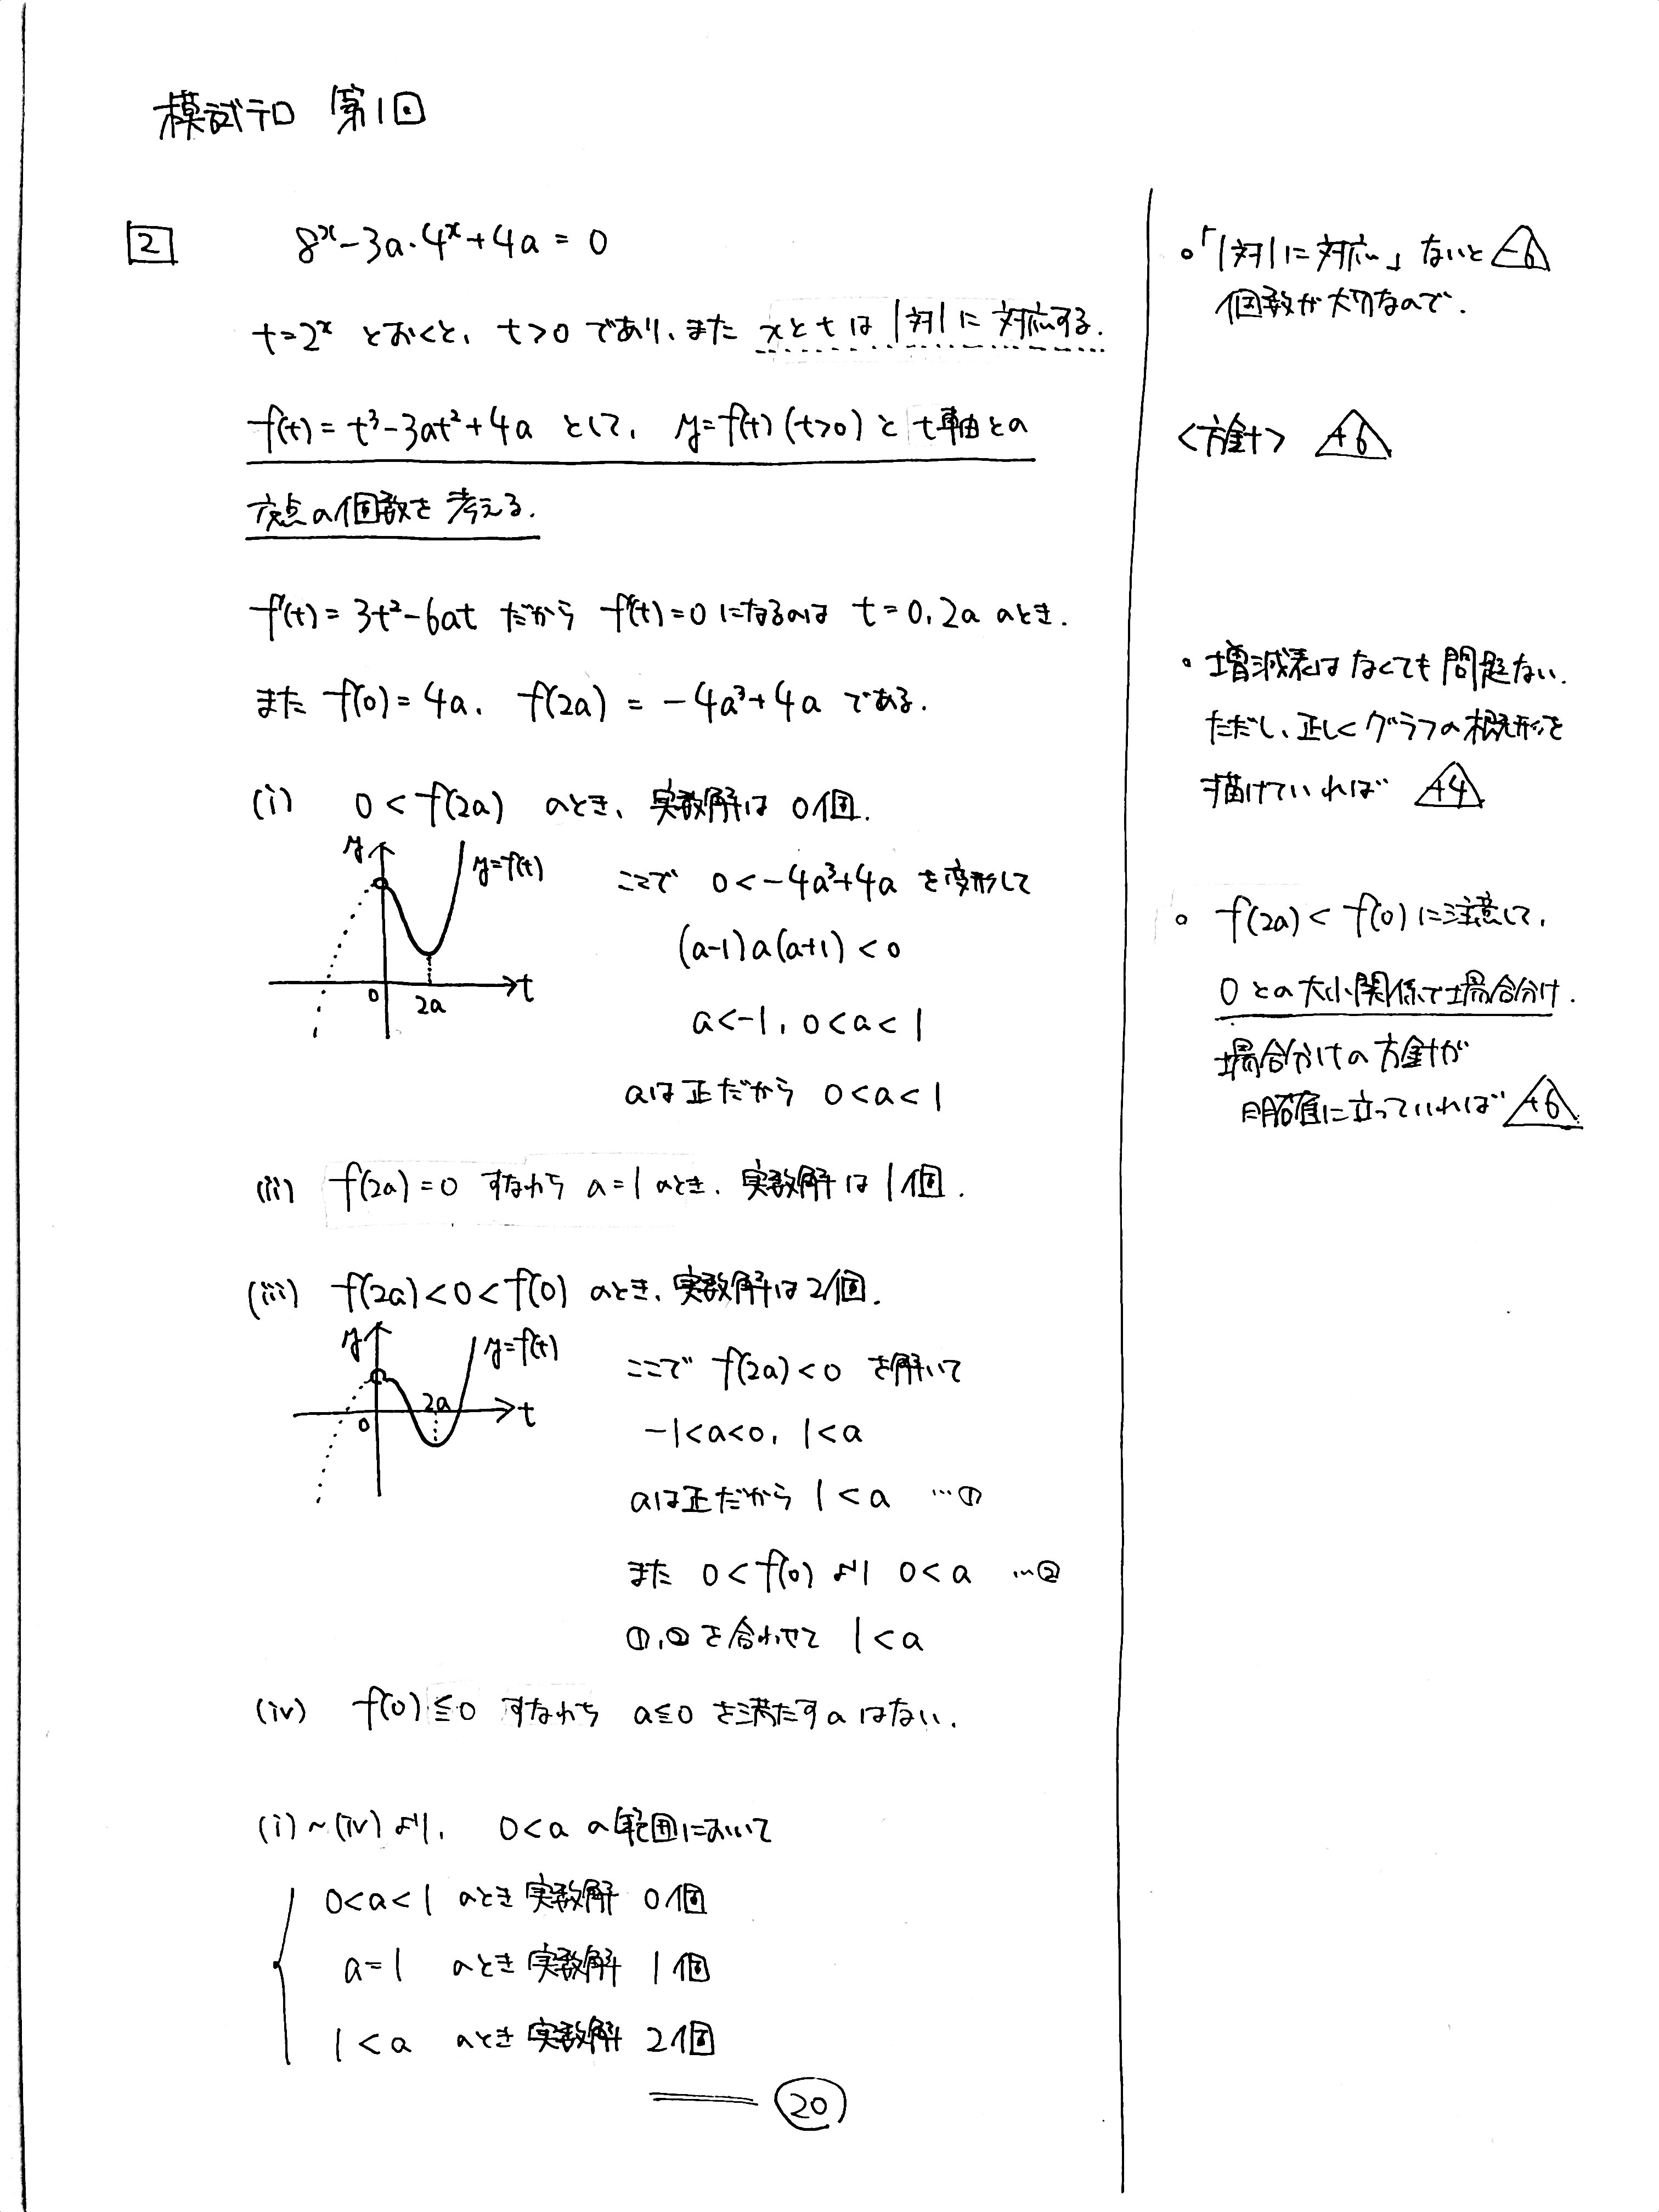 模試テロ 第1回
2
8^x - 3a・4^x + 4a = 0
t=2^x とおくと、t>0 であり、また xとtは1対1に対応する.
f(t) = t³-3at²+4a として、y=f(t) (t>0) と t軸との
交点の個数を考える.
f'(t) = 3t²-6at だから f'(t)=0 になるのは t=0, 2a のとき.
また f(0) = 4a, f(2a) = -4a³+4a である.
(i) 0 < f(2a) のとき、実数解は 0個.
y
y=f(t)
0
2a
t
ここで 0<-4a³+4a を変形して
(a-1)a(a+1) < 0
a<-1, 0<a<1
aは正だから 0<a<1
(ii) f(2a)=0 すなわち a=1 のとき、実数解は 1個.
(iii) f(2a)<0<f(0) のとき、実数解は2個.
y
y=f(t)
0
2a
t
ここで f(2a)<0 を解いて
-1<a<0, 1<a
aは正だから 1<a …①
また 0<f(0) より 0<a …②
①,②を合わせて 1<a
(iv) f(0)≦0 すなわち a≦0 を満たすaはない.
(i)~(iv)より、0<a の範囲において
0<a<1 のとき 実数解 0個
a=1 のとき 実数解 1個
1<a のとき 実数解 2個
20
。「1対1に対応」ないと -6
個数が大切なので.
<方針> +6
。増減表はなくても問題ない.
ただし、正しくグラフの概形を
描けていれば +4
。f(2a)<f(0)に注意して、
0との大小関係で場合分け.
場合分けの方針が
明確に立っていれば +6